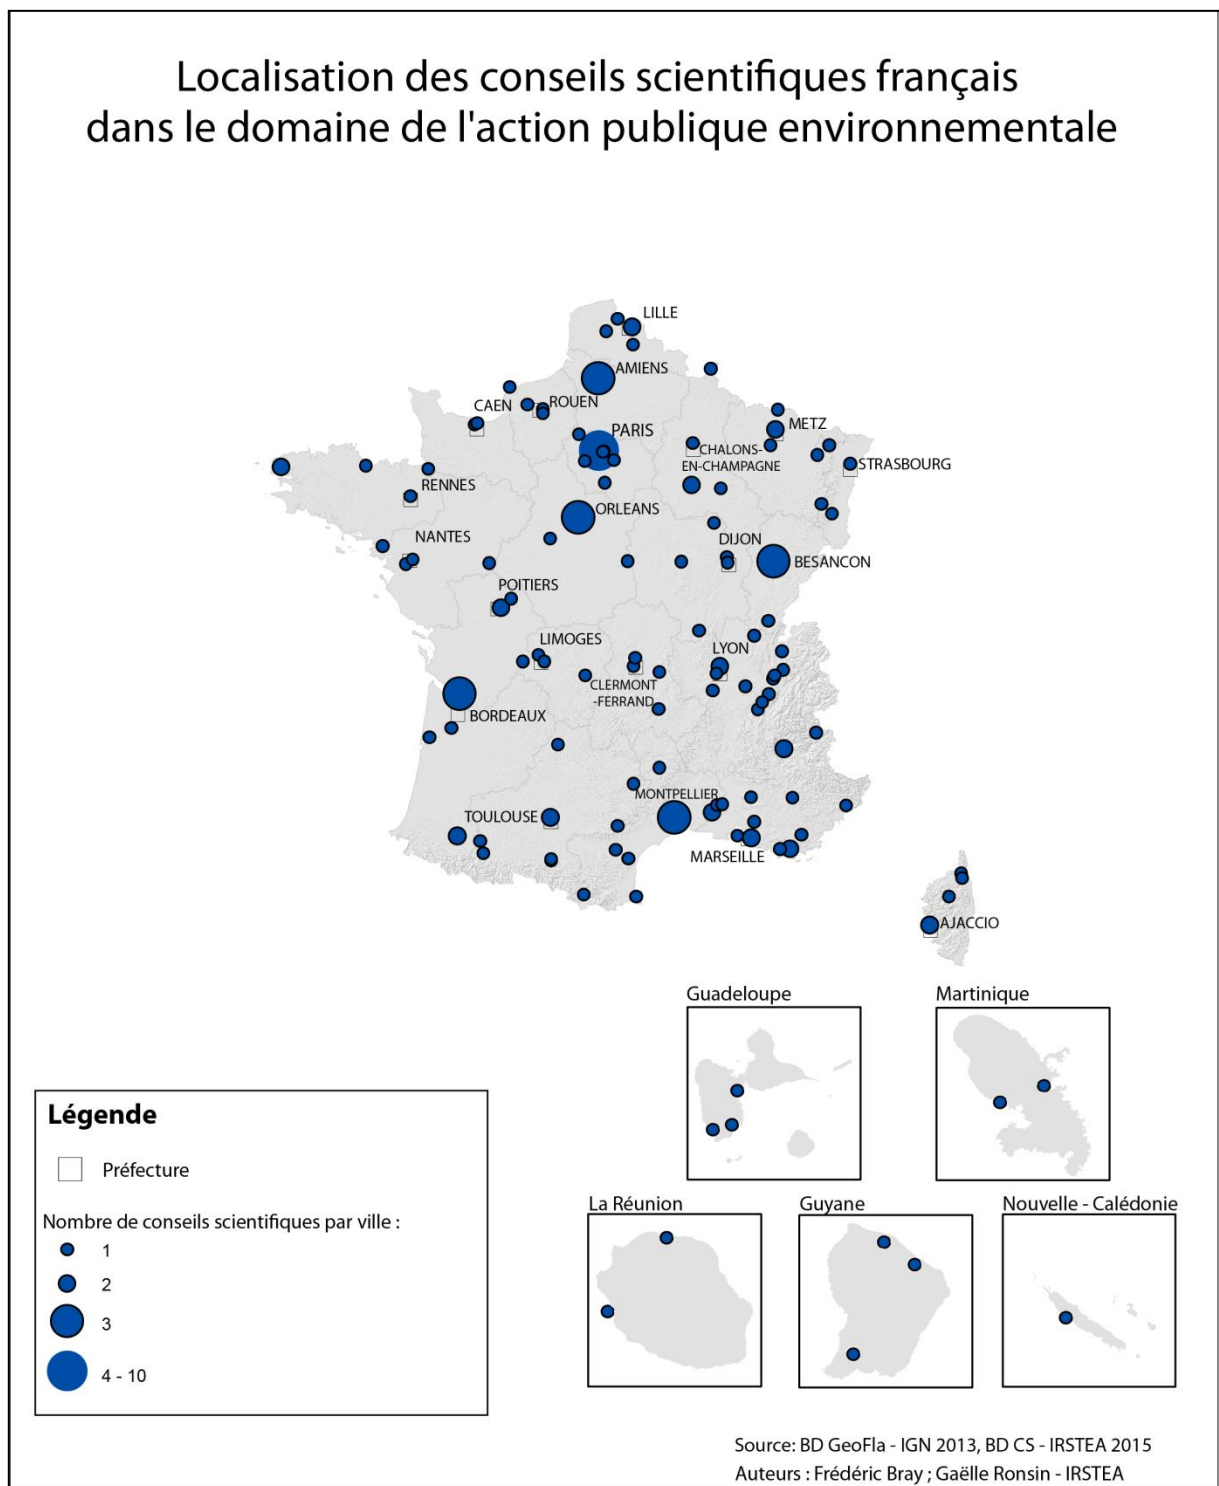 Localisation des conseils scientifiques français
dans le domaine de l'action publique environnementale
LILLE
AMIENS
CAEN
ROUEN
PARIS
METZ
CHALONS-
EN-CHAMPAGNE
STRASBOURG
RENNES
ORLEANS
NANTES
DIJON
BESANCON
POITIERS
LIMOGES
LYON
CLERMONT
-FERRAND
BORDEAUX
MONTPELLIER
TOULOUSE
MARSEILLE
AJACCIO
Guadeloupe
Martinique
Légende
Préfecture
Nombre de conseils scientifiques par ville :
1
2
3
4 - 10
La Réunion
Guyane
Nouvelle - Calédonie
Source: BD GeoFla - IGN 2013, BD CS - IRSTEA 2015
Auteurs : Frédéric Bray ; Gaëlle Ronsin - IRSTEA